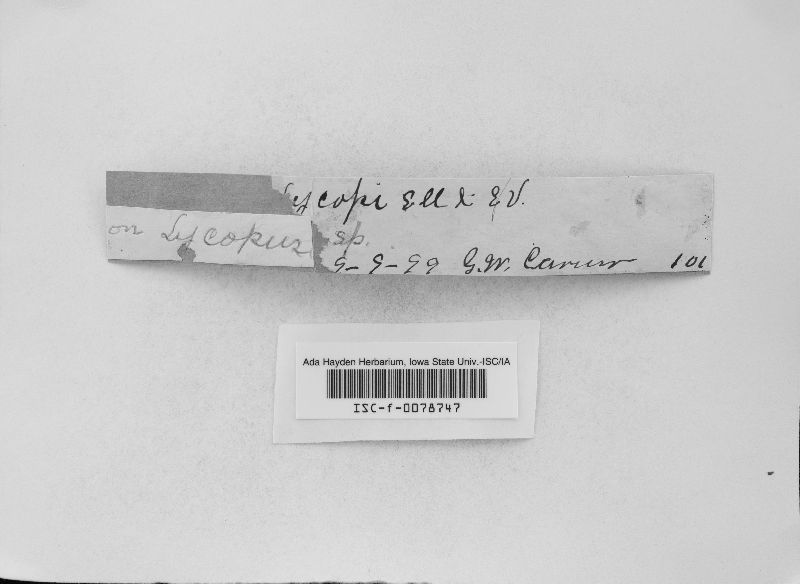 Lycopi Ell & Ev.
on Lycopus sp.
9-9-99 G.W. Carver 101
Ada Hayden Herbarium, Iowa State Univ.-ISC/IA
ISC-f-0078747